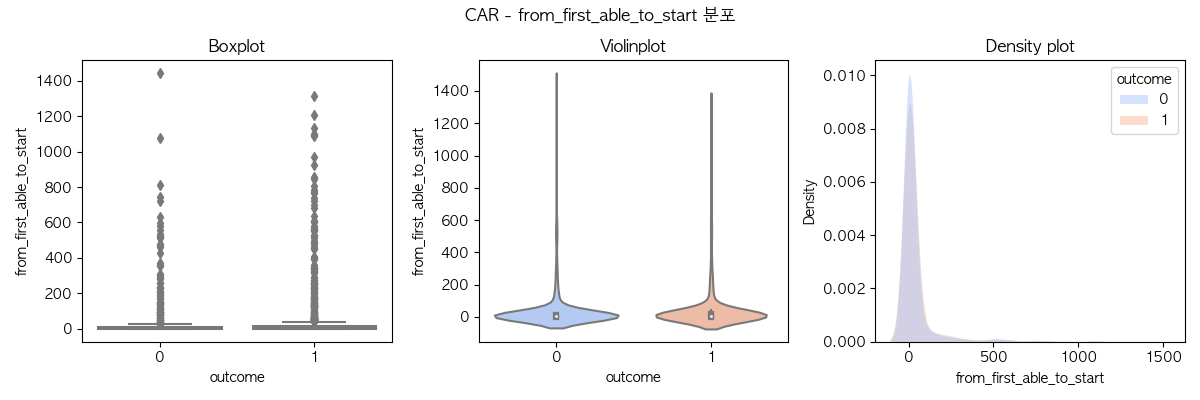 CAR - from_first_able_to_start 분포
Boxplot
1400
1200
1000
800
600
400
200
0
from_first_able_to_start
0 1
outcome
Violinplot
1400
1200
1000
800
600
400
200
0
from_first_able_to_start
0 1
outcome
Density plot
0.010
0.008
0.006
0.004
0.002
0.000
Density
outcome
0
1
0 500 1000 1500
from_first_able_to_start